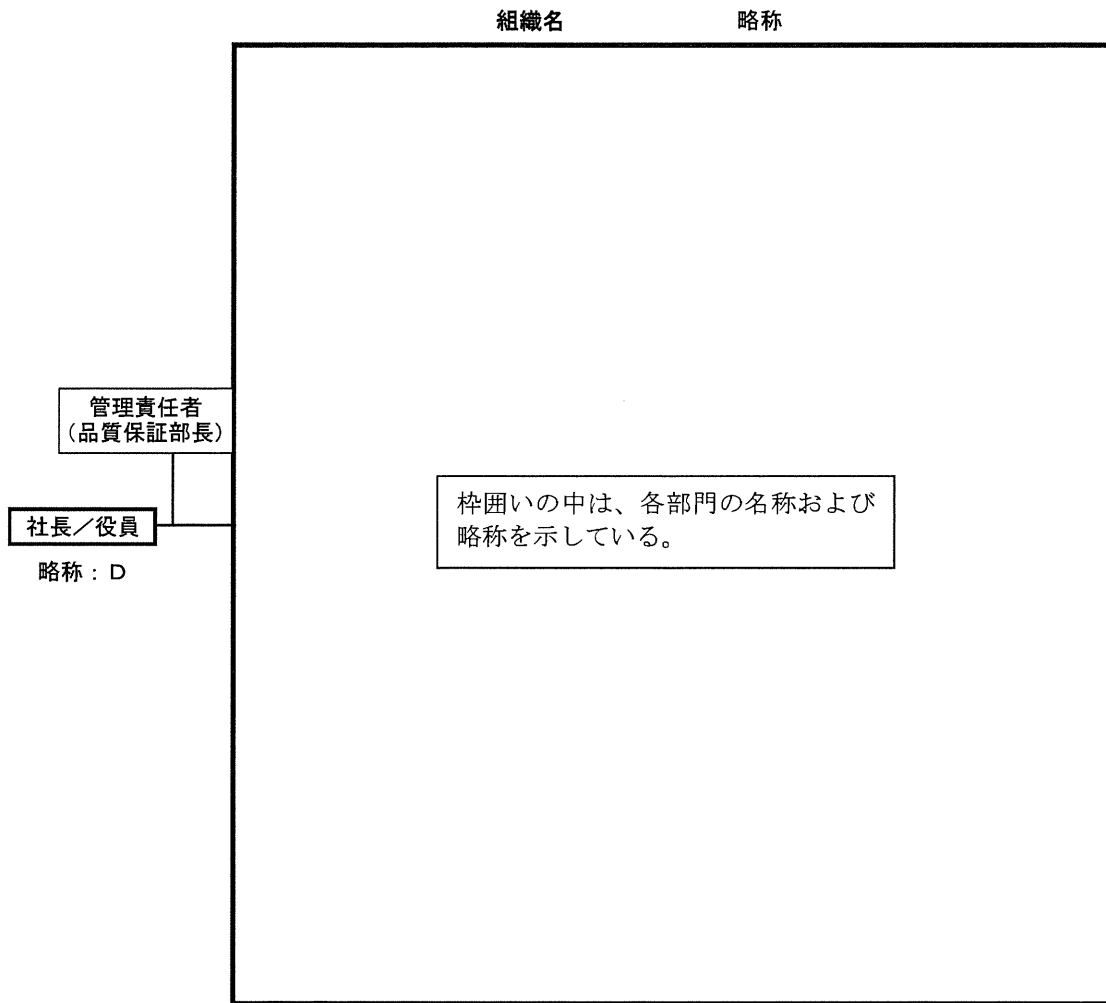 組織名 略称
管理責任者
(品質保証部長)
社長／役員
略称：D
枠囲いの中は、各部門の名称および
略称を示している。